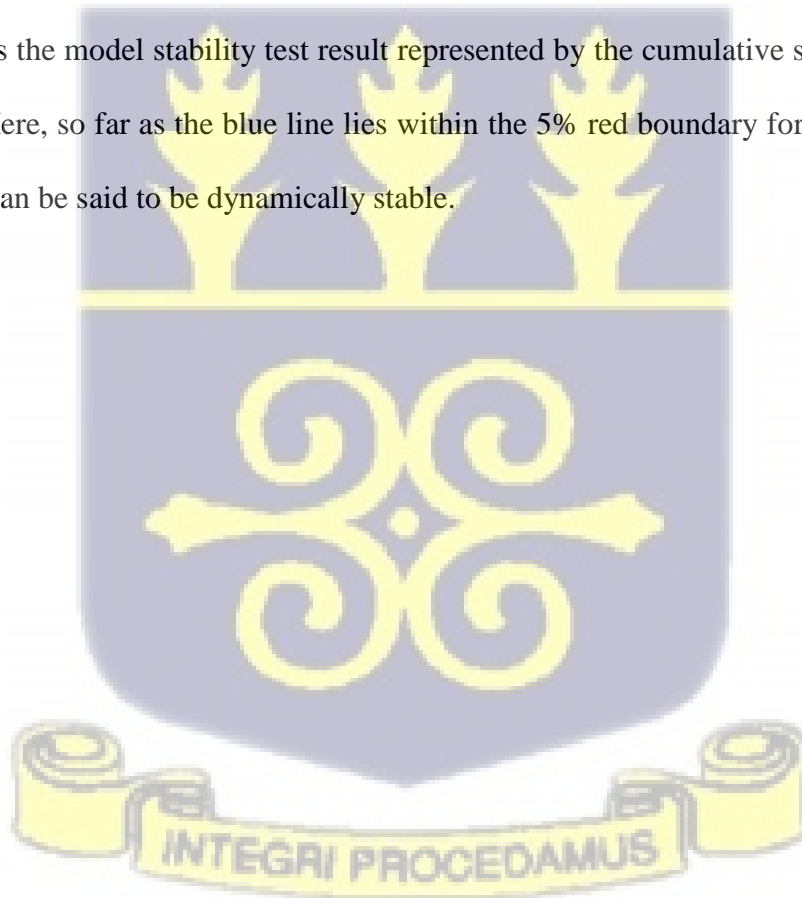 s the model stability test result represented by the cumulative s
ere, so far as the blue line lies within the 5% red boundary for
an be said to be dynamically stable.
INTEGRI PROCEDAMUS